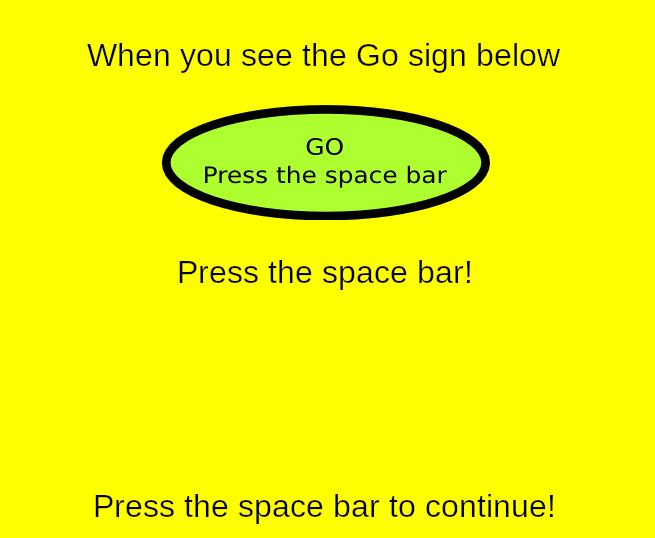 When you see the Go sign below
GO
Press the space bar
Press the space bar!
Press the space bar to continue!